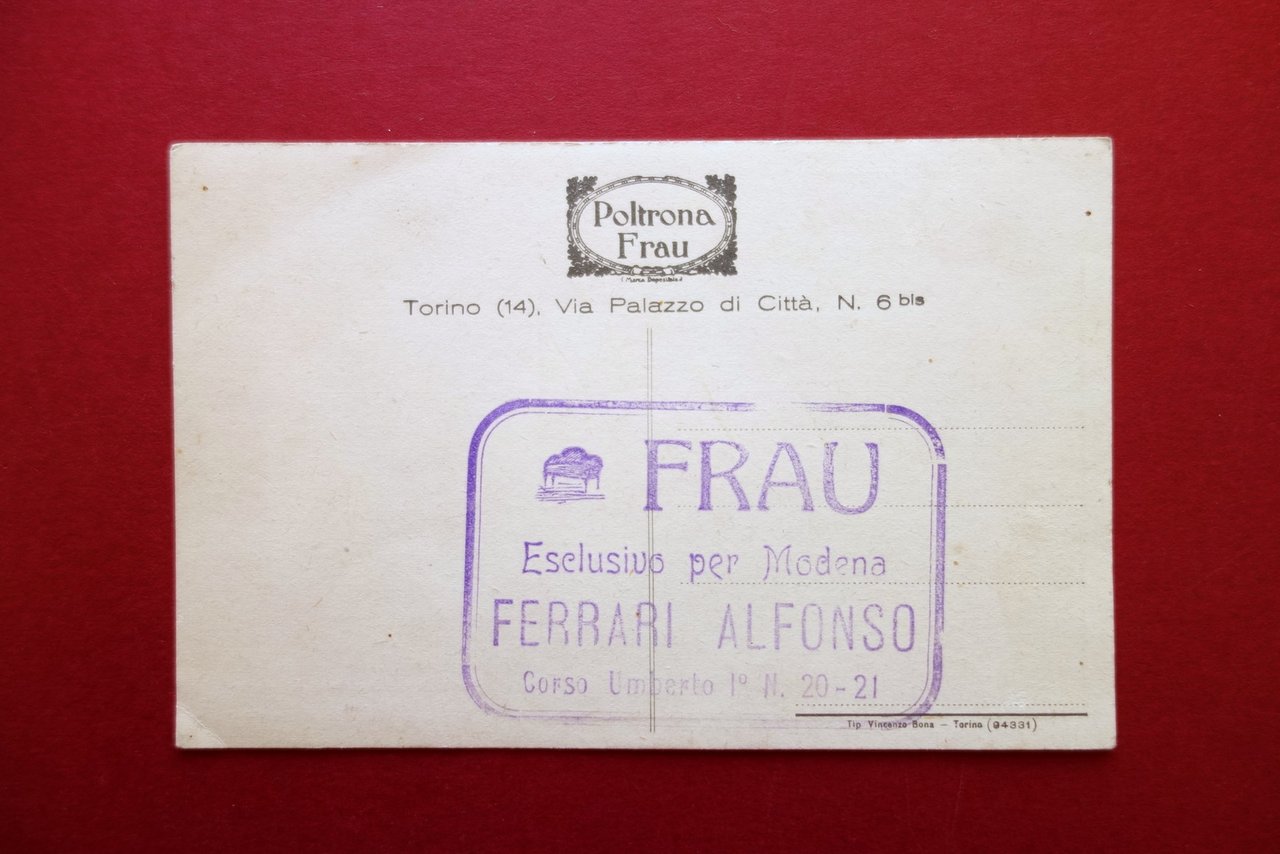 Poltrona
Frau
(Marca Depositata)
Torino (14), Via Palazzo di Città, N. 6 bis
FRAU
Esclusivo per Modena
FERRARI ALFONSO
Corso Umberto Iº N. 20-21
Tip. Vincenzo Bona — Torino (94331)